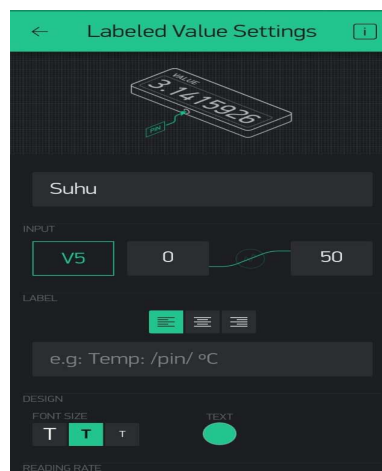 ← Labeled Value Settings i
VALUE
3.1415926
PIN
Suhu
INPUT
V5 0 50
LABEL
e.g: Temp: /pin/ ºC
DESIGN
FONT SIZE TEXT
T T T
READING RATE